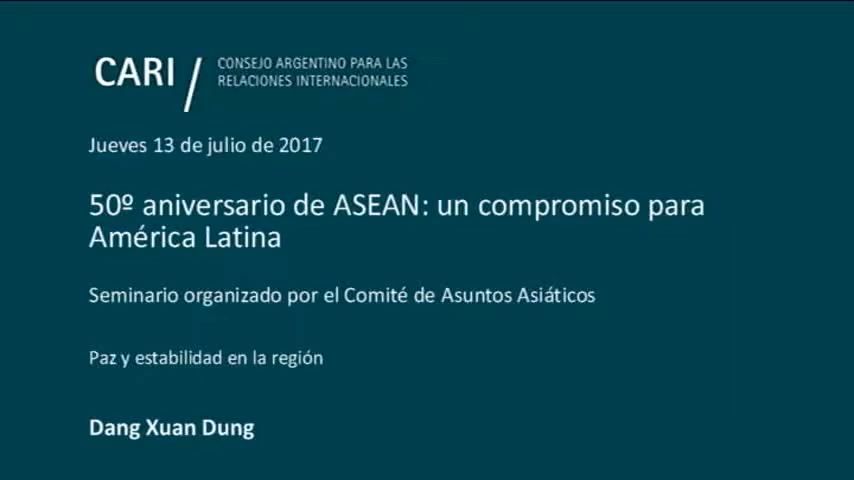 CARI /
CONSEJO ARGENTINO PARA LAS
RELACIONES INTERNACIONALES
Jueves 13 de julio de 2017
50º aniversario de ASEAN: un compromiso para
América Latina
Seminario organizado por el Comité de Asuntos Asiáticos
Paz y estabilidad en la región
Dang Xuan Dung